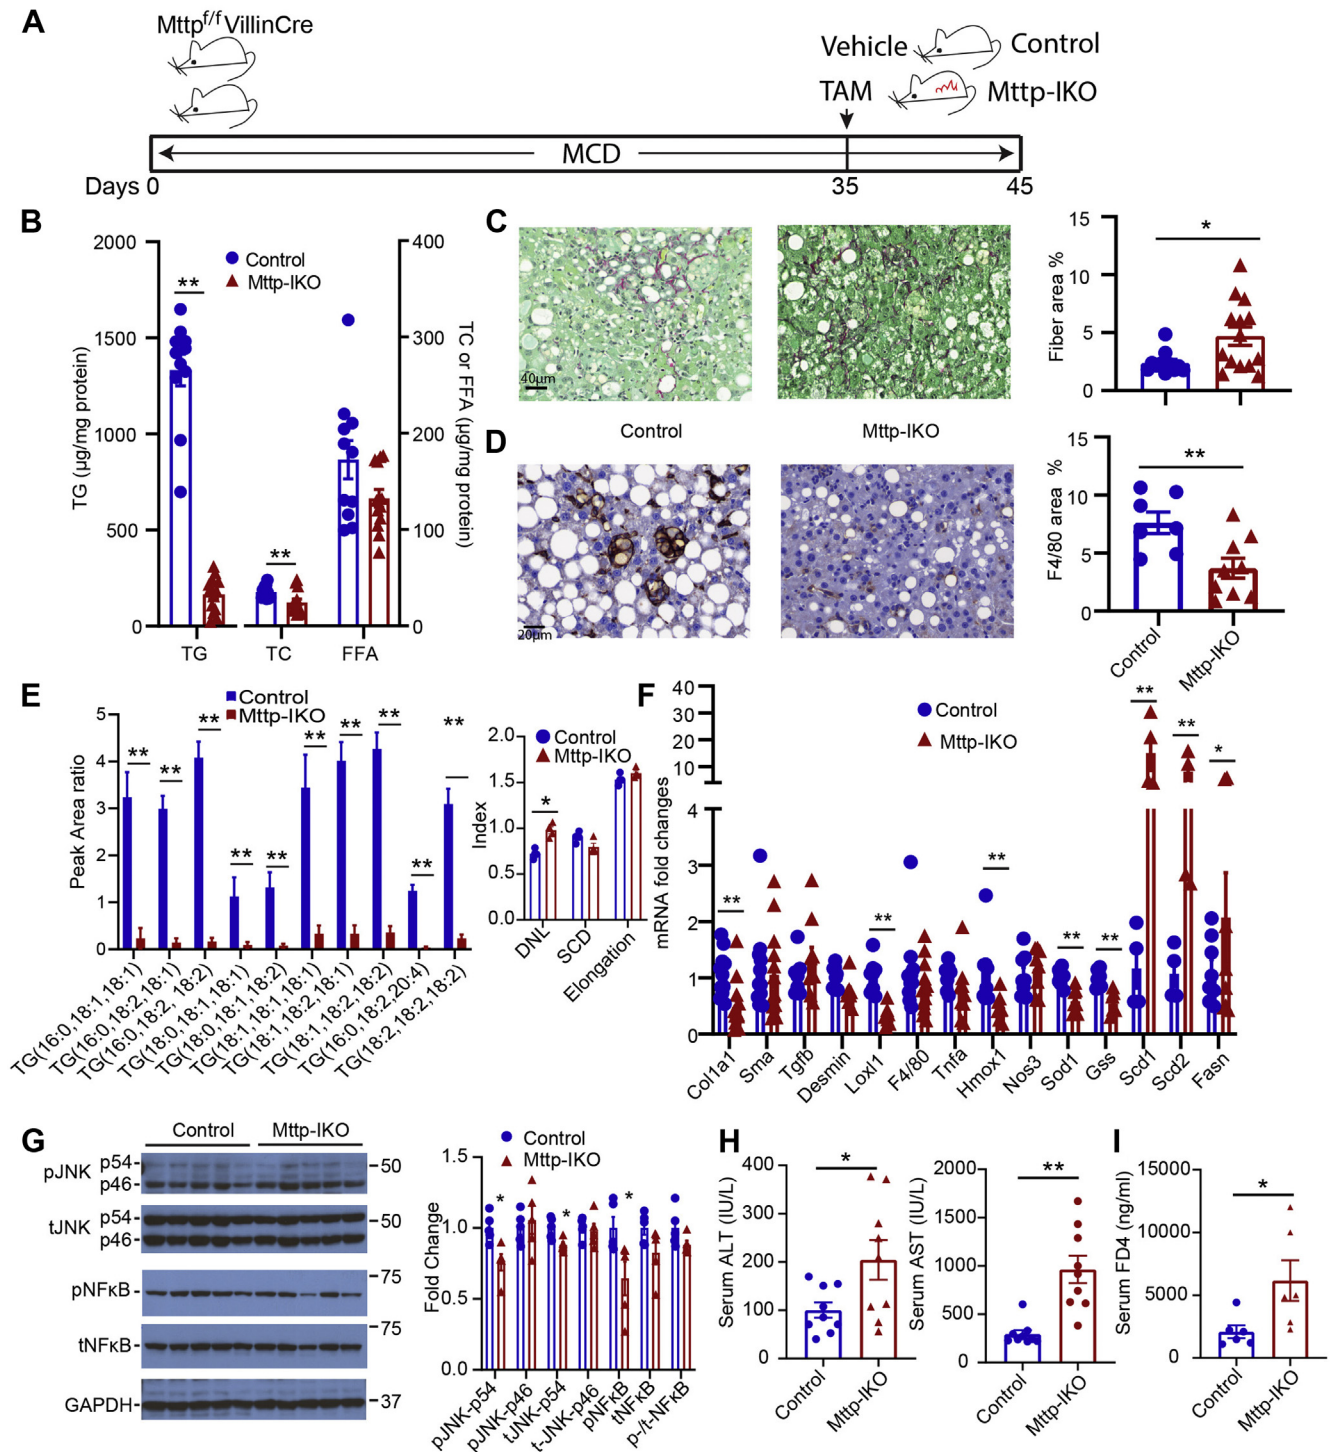 A
Mttpf/f VillinCre
Vehicle Control
TAM Mttp-IKO
MCD
Days 0 35 45
B
2000
1500
1000
500
0
TG (µg/mg protein)
Control
Mttp-IKO
**
**
400
300
200
100
0
TC or FFA (µg/mg protein)
TG TC FFA
C
40µm
15
10
5
0
Fiber area %
*
Control Mttp-IKO
D
20µm
15
10
5
0
F4/80 area %
**
Control
Mttp-IKO
E
Control
Mttp-IKO
5
4
3
2
1
0
Peak Area ratio
** ** ** ** ** ** ** ** ** **
TG(16:0,18:1,18:1)
TG(16:0,18:2,18:1)
TG(16:0,18:2, 18:2)
TG(18:0,18:1,18:1)
TG(18:0,18:1,18:2)
TG(18:1,18:1,18:1)
TG(18:1,18:2,18:1)
TG(18:1,18:2,18:2)
TG(16:0,18:2,20:4)
TG(18:2,18:2,18:2)
2.0
1.5
1.0
0.5
0.0
Index
Control
Mttp-IKO
*
DNL
SCD
Elongation
F
40
30
20
10
4
3
2
1
0
mRNA fold changes
Control
Mttp-IKO
** ** ** ** ** ** ** *
Col1a1
Sma
Tgfb
Desmin
Loxl1
F4/80
Tnfa
Hmox1
Nos3
Sod1
Gss
Scd1
Scd2
Fasn
G
Control Mttp-IKO
pJNK p54 50
p46
tJNK p54 50
p46
pNFκB 75
tNFκB 75
GAPDH 37
Control
Mttp-IKO
1.5
1.0
0.5
0.0
Fold Change
* * *
pJNK-p54
pJNK-p46
tJNK-p54
t-JNK-p46
pNFκB
tNFκB
p-/t-NFκB
H
400
300
200
100
0
Serum ALT (IU/L)
*
Control
Mttp-IKO
2000
1500
1000
500
0
Serum AST (IU/L)
**
Control
Mttp-IKO
I
15000
10000
5000
0
Serum FD4 (ng/ml)
*
Control
Mttp-IKO